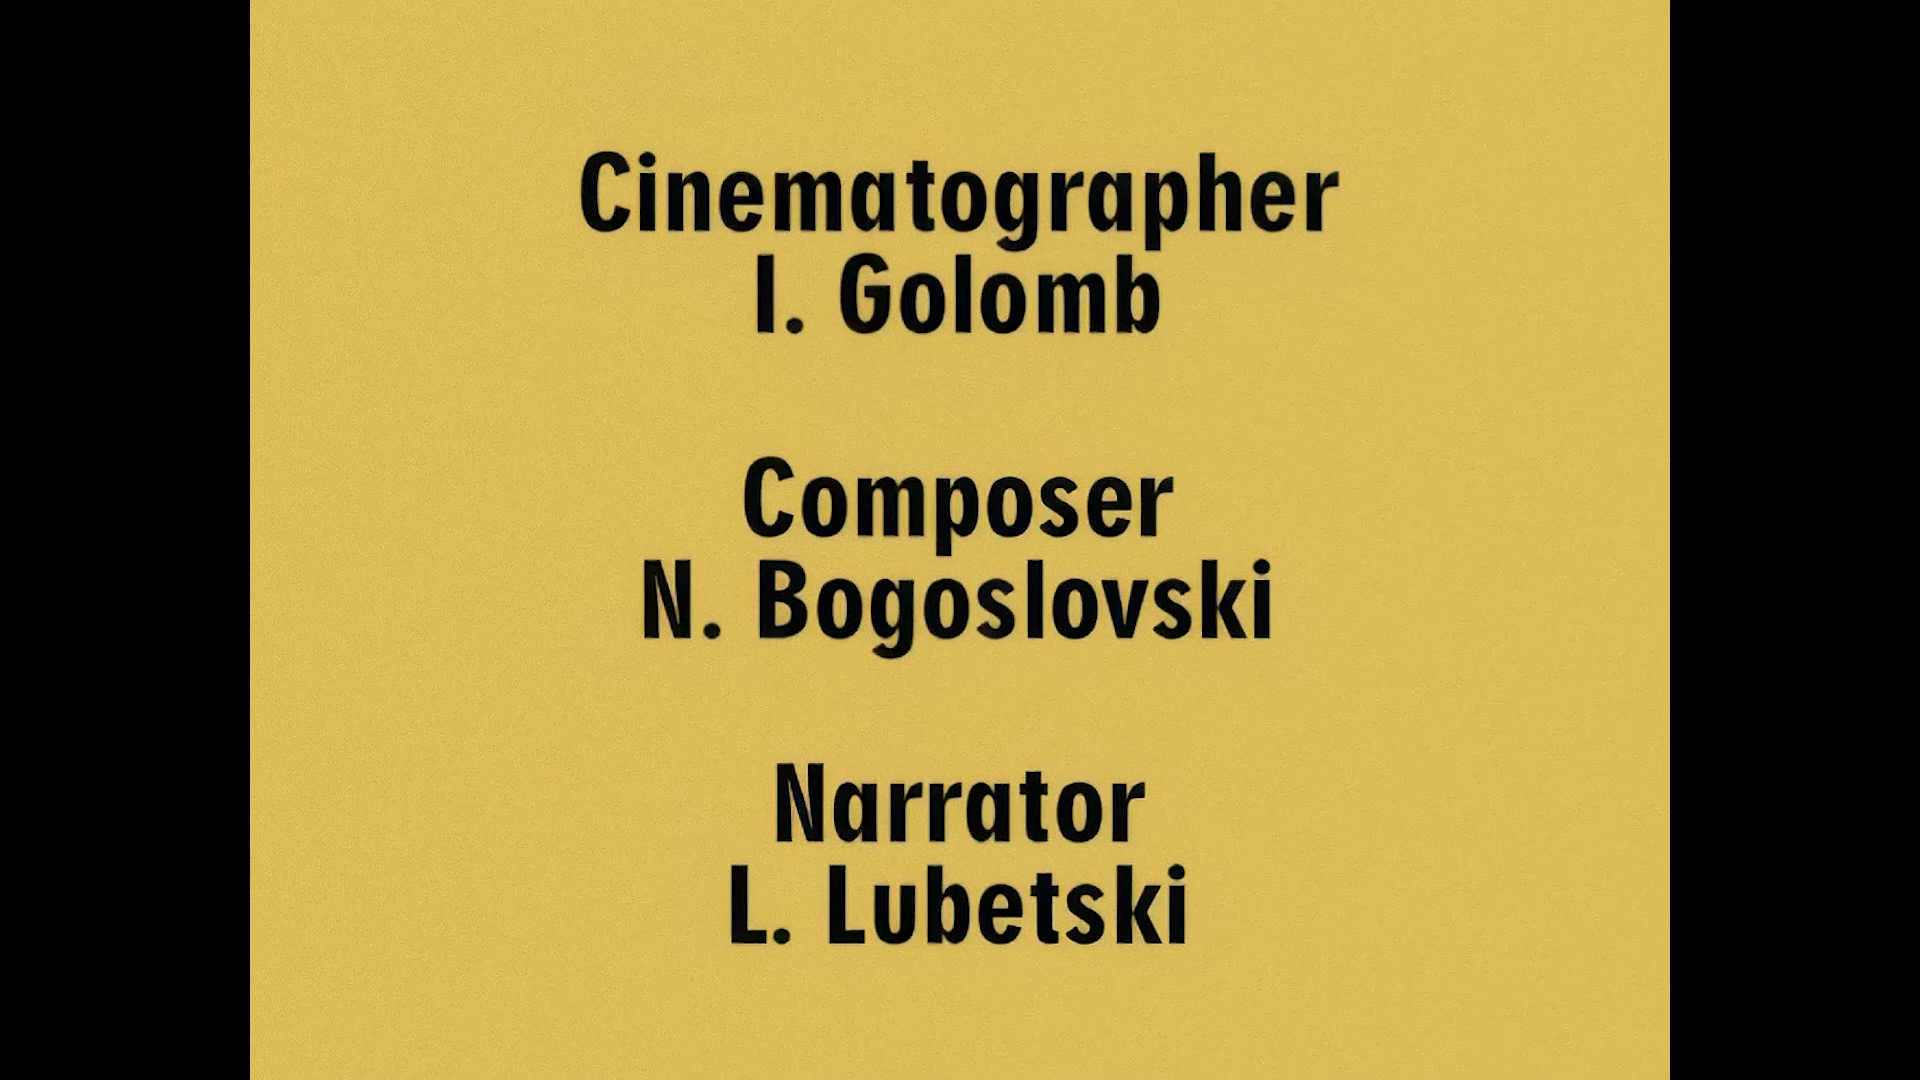 Cinematographer
I. Golomb
Composer
N. Bogoslovski
Narrator
L. Lubetski